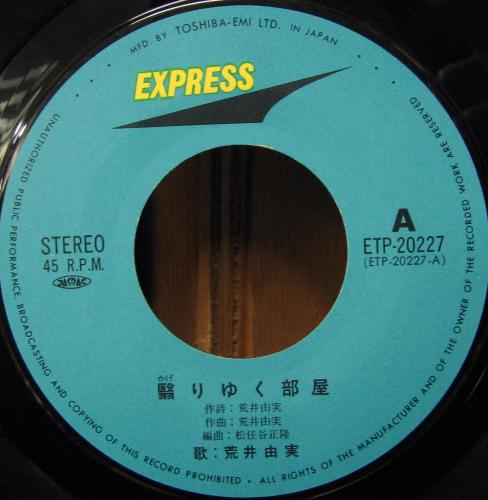 MFD. BY TOSHIBA-EMI LTD. IN JAPAN
EXPRESS
STEREO
45 R.P.M.
A
ETP-20227
(ETP-20227-A)
かげ
翳りゆく部屋
作詩：荒井由実
作曲：荒井由実
編曲：松任谷正隆
歌：荒井由実
UNAUTHORIZED PUBLIC PERFORMANCE, BROADCASTING AND COPYING OF THIS RECORD PROHIBITED • ALL RIGHTS OF THE MANUFACTURER AND OF THE OWNER OF THE RECORDED WORK ARE RESERVED.